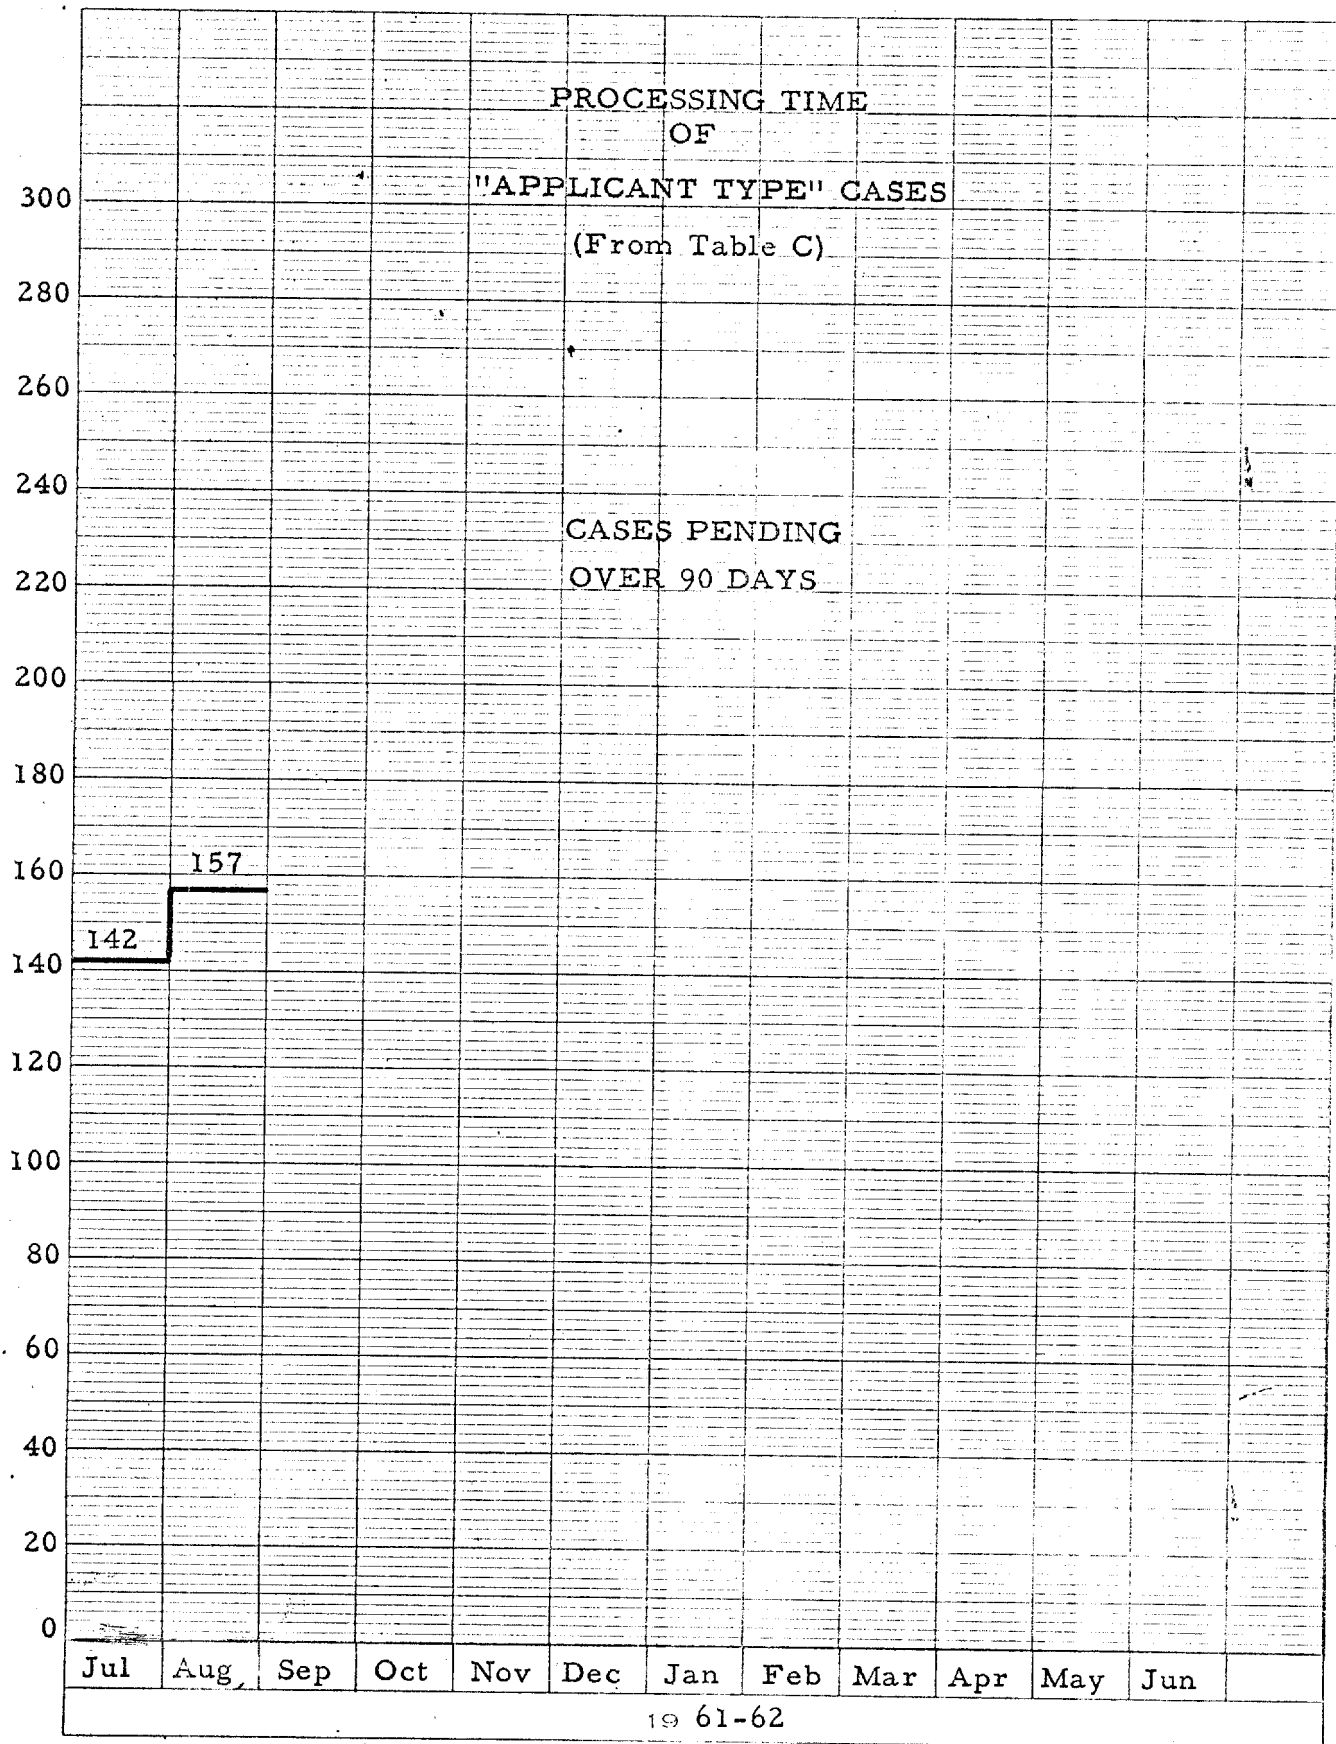 PROCESSING TIME
OF
"APPLICANT TYPE" CASES
(From Table C)
300
280
260
240
CASES PENDING
OVER 90 DAYS
220
200
180
160
157
142
140
120
100
80
60
40
20
0
Jul Aug Sep Oct Nov Dec Jan Feb Mar Apr May Jun
19 61-62